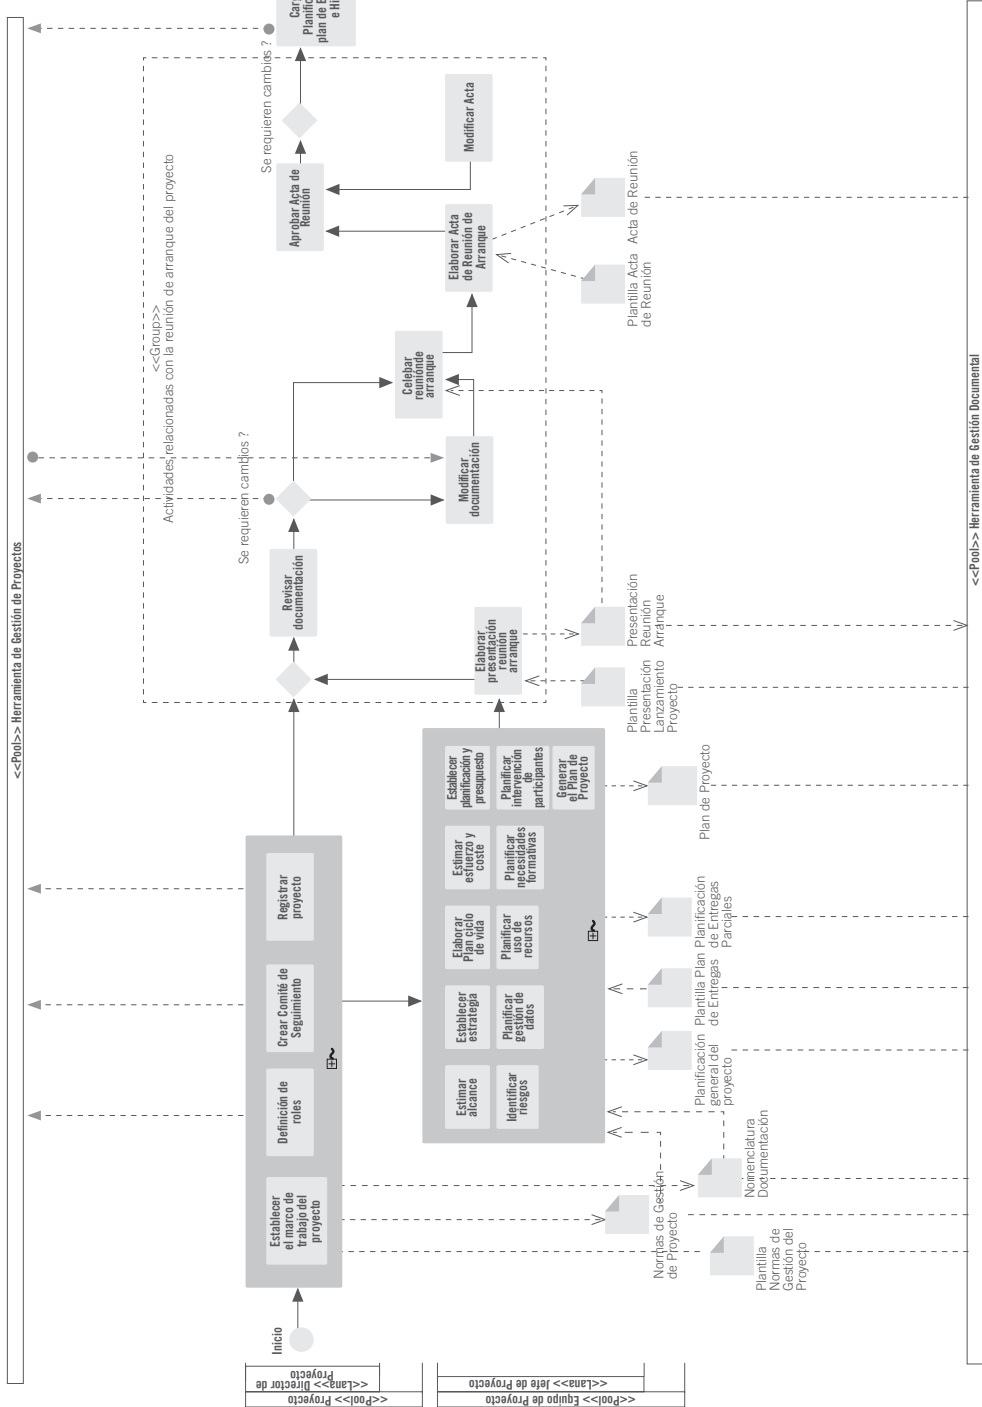 <<Pool>> Herramienta de Gestión de Proyectos
<<Pool>> Proyecto
<<Lana>> Director de
Proyecto
Inicio
Establecer
el marco de
trabajo del
proyecto
Definición de
roles
Crear Comité de
Seguimiento
Registrar
proyecto
Se requieren cambios ?
Revisar
documentación
<<Group>>
Actividades relacionadas con la reunión de arranque del proyecto
Se requieren cambios ?
Aprobar Acta de
Reunión
Planific
plan de E
e Hi
<<Pool>> Equipo de Proyecto
<<Lana>> Jefe de Proyecto
Estimar
alcance
Establecer
estrategia
Elaborar
Plan ciclo
de vida
Estimar
esfuerzo y
coste
Establecer
planificación y
presupuesto
Identificar
riesgos
Planificar
gestión de
datos
Planificar
uso de
recursos
Planificar
necesidades
formativas
Planificar
intervención
de
participantes
Generar
el Plan de
Proyecto
Elaborar
presentación
reunión
arranque
Modificar
documentación
Celebar
reuniónde
arranque
Elaborar Acta
de Reunión de
Arranque
Modificar Acta
Plantilla
Normas de
Gestión del
Proyecto
Normas de Gestión
de Proyecto
Nomenclatura
Documentación
Planificación
general del
proyecto
Plantilla Plan
de Entregas
Planificación
de Entregas
Parciales
Plan de Proyecto
Plantilla
Presentación
Lanzamiento
Proyecto
Presentación
Reunión
Arranque
Plantilla Acta
de Reunión
Acta de Reunión
<<Pool>> Herramienta de Gestión Documental